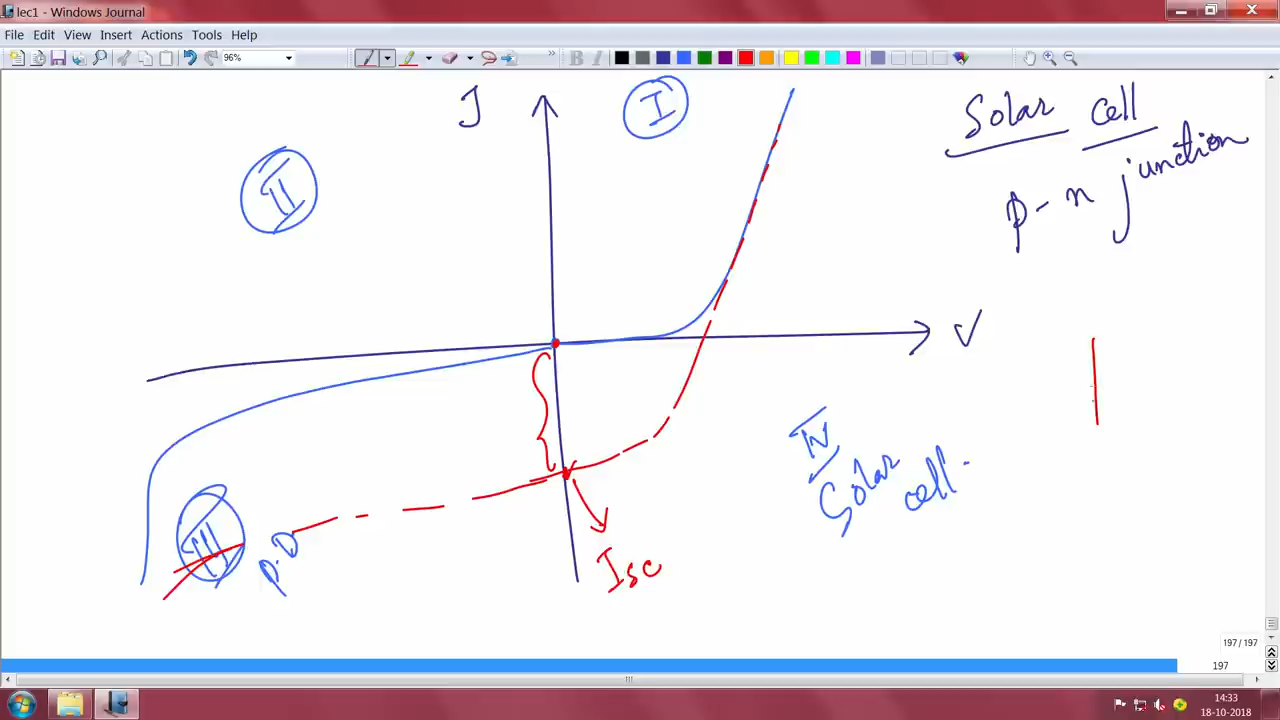 lec1 - Windows Journal
File Edit View Insert Actions Tools Help
96%
B I
J
I
Solar cell
p-n junction
II
V
IV
Solar cell
III
P.D
Isc
197/197
197
14:33
18-10-2018